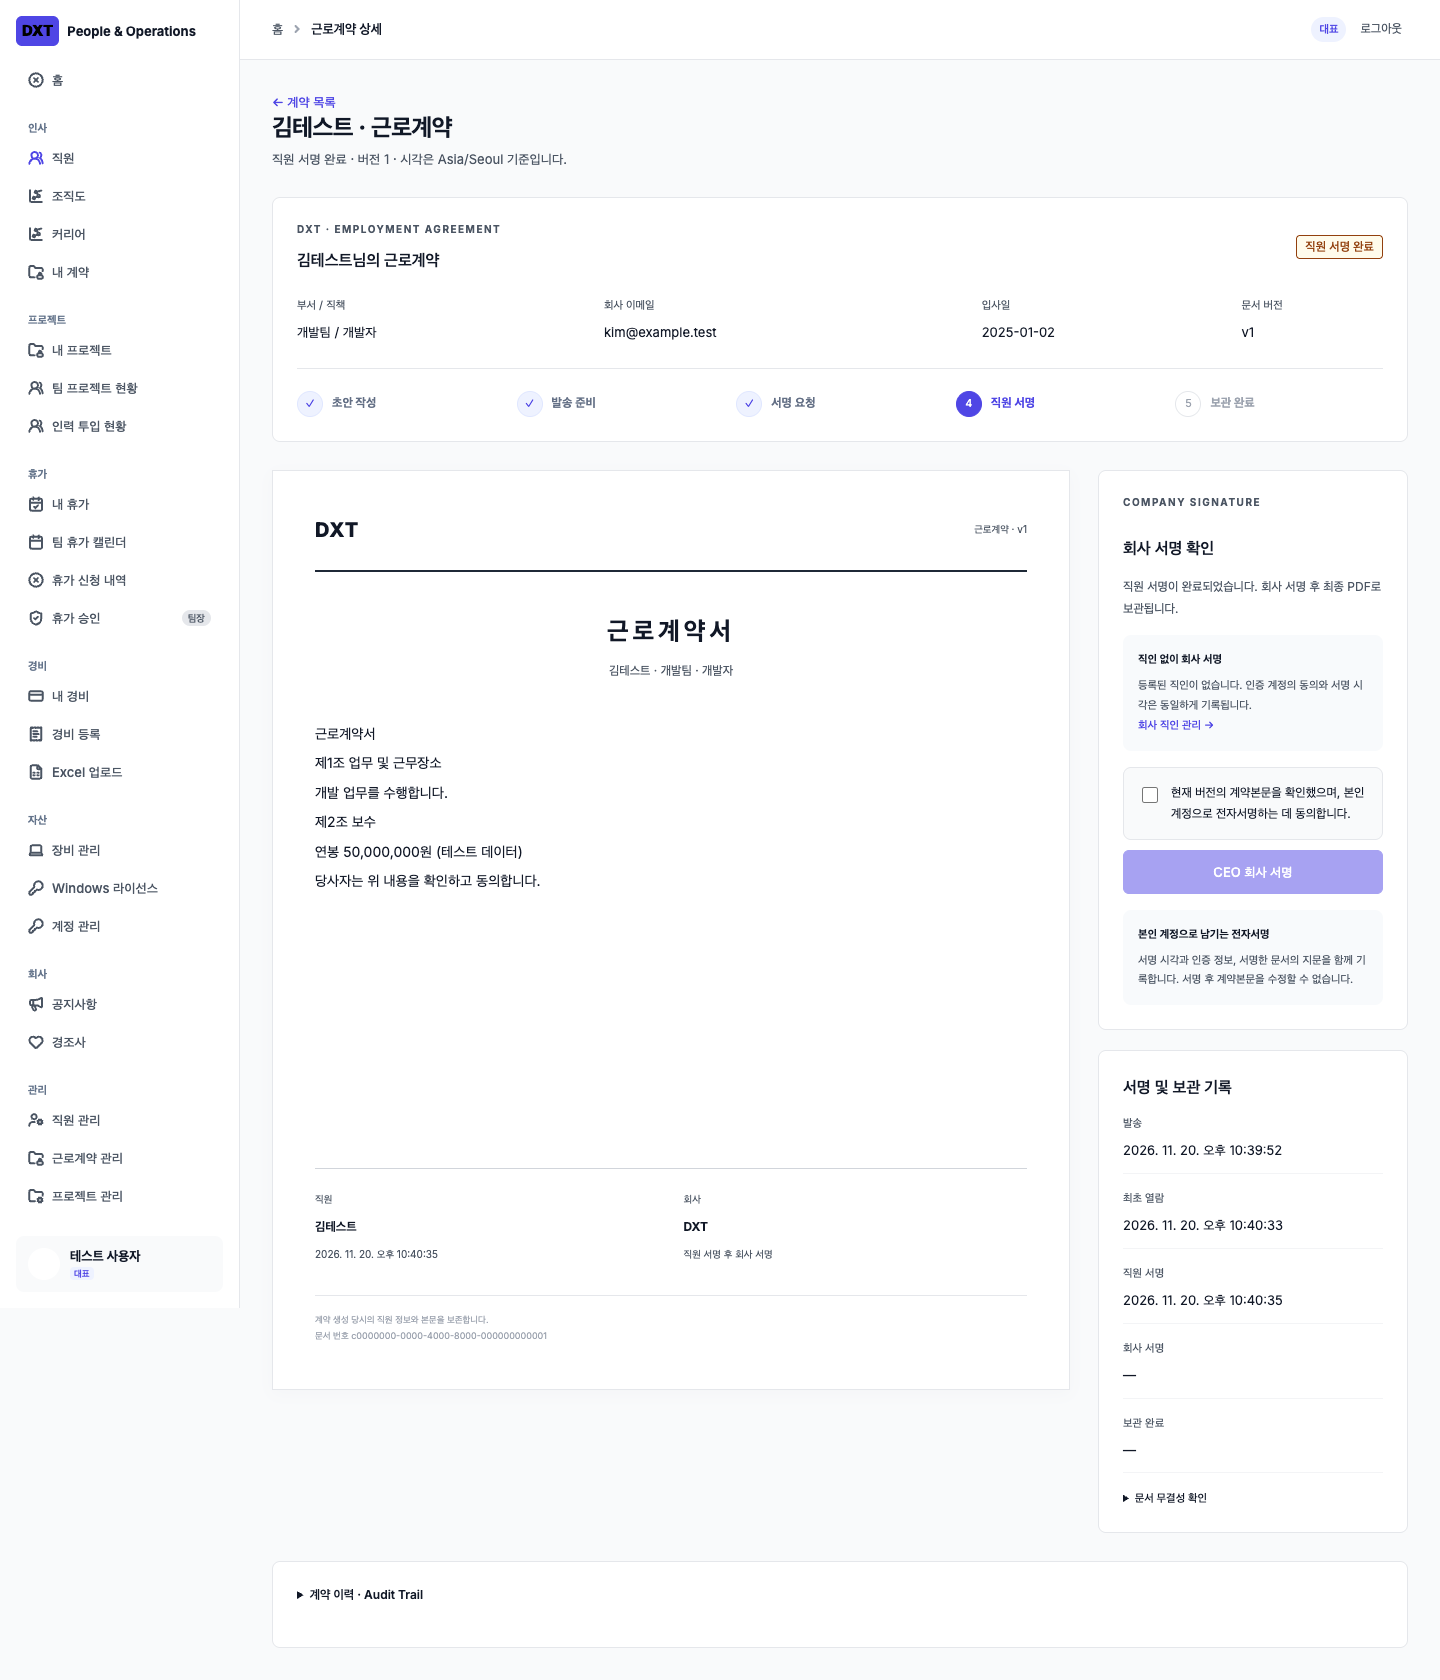 DXT People & Operations
홈
인사
직원
조직도
커리어
내 계약
프로젝트
내 프로젝트
팀 프로젝트 현황
인력 투입 현황
휴가
내 휴가
팀 휴가 캘린더
휴가 신청 내역
휴가 승인 팀장
경비
내 경비
경비 등록
Excel 업로드
자산
장비 관리
Windows 라이선스
계정 관리
회사
공지사항
경조사
관리
직원 관리
근로계약 관리
프로젝트 관리
테스트 사용자
대표
홈 > 근로계약 상세
대표 로그아웃
← 계약 목록
김테스트 · 근로계약
직원 서명 완료 · 버전 1 · 시각은 Asia/Seoul 기준입니다.
DXT · EMPLOYMENT AGREEMENT
김테스트님의 근로계약
직원 서명 완료
부서 / 직책 회사 이메일 입사일 문서 버전
개발팀 / 개발자 kim@example.test 2025-01-02 v1
✓ 초안 작성 ✓ 발송 준비 ✓ 서명 요청 4 직원 서명 5 보관 완료
DXT 근로계약 · v1
근로계약서
김테스트 · 개발팀 · 개발자
근로계약서
제1조 업무 및 근무장소
개발 업무를 수행합니다.
제2조 보수
연봉 50,000,000원 (테스트 데이터)
당사자는 위 내용을 확인하고 동의합니다.
직원 회사
김테스트 DXT
2026. 11. 20. 오후 10:40:35 직원 서명 후 회사 서명
계약 생성 당시의 직원 정보와 본문을 보존합니다.
문서 번호 c0000000-0000-4000-8000-000000000001
COMPANY SIGNATURE
회사 서명 확인
직원 서명이 완료되었습니다. 회사 서명 후 최종 PDF로
보관됩니다.
직인 없이 회사 서명
등록된 직인이 없습니다. 인증 계정의 동의와 서명 시
각은 동일하게 기록됩니다.
회사 직인 관리 →
현재 버전의 계약본문을 확인했으며, 본인
계정으로 전자서명하는 데 동의합니다.
CEO 회사 서명
본인 계정으로 남기는 전자서명
서명 시각과 인증 정보, 서명한 문서의 지문을 함께 기
록합니다. 서명 후 계약본문을 수정할 수 없습니다.
서명 및 보관 기록
발송
2026. 11. 20. 오후 10:39:52
최초 열람
2026. 11. 20. 오후 10:40:33
직원 서명
2026. 11. 20. 오후 10:40:35
회사 서명
—
보관 완료
—
▶ 문서 무결성 확인
▶ 계약 이력 · Audit Trail